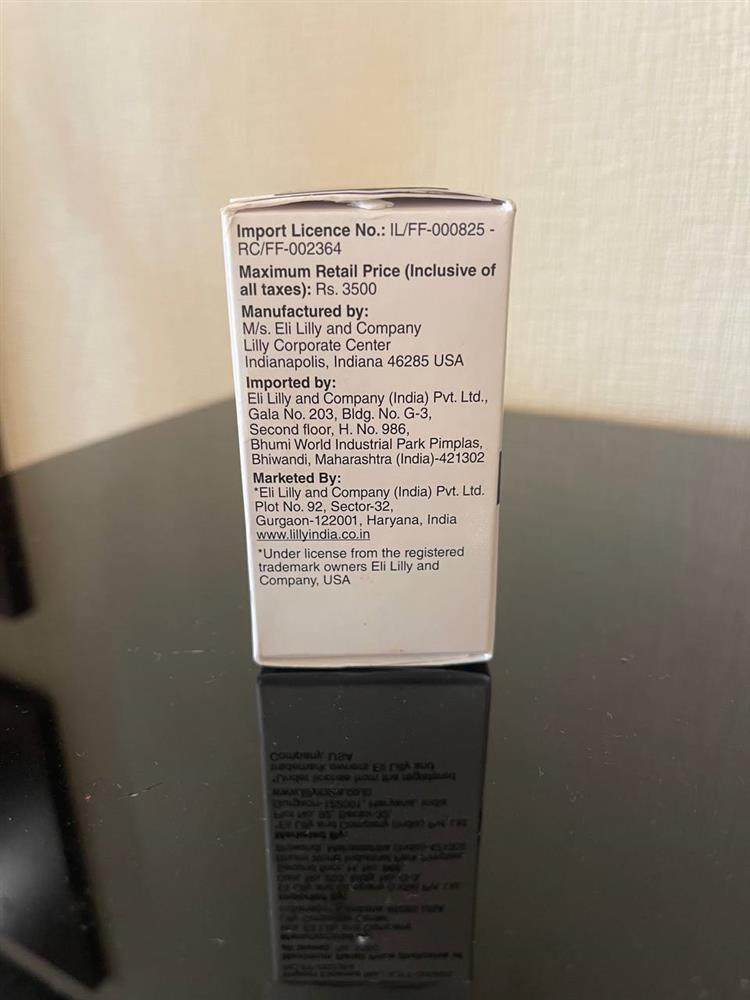 Import Licence No.: IL/FF-000825 -
RC/FF-002364
Maximum Retail Price (Inclusive of
all taxes): Rs. 3500
Manufactured by:
M/s. Eli Lilly and Company
Lilly Corporate Center
Indianapolis, Indiana 46285 USA
Imported by:
Eli Lilly and Company (India) Pvt. Ltd.,
Gala No. 203, Bldg. No. G-3,
Second floor, H. No. 986,
Bhumi World Industrial Park Pimplas,
Bhiwandi, Maharashtra (India)-421302
Marketed By:
*Eli Lilly and Company (India) Pvt. Ltd.
Plot No. 92, Sector-32,
Gurgaon-122001, Haryana, India
www.lillyindia.co.in
*Under license from the registered
trademark owners Eli Lilly and
Company, USA